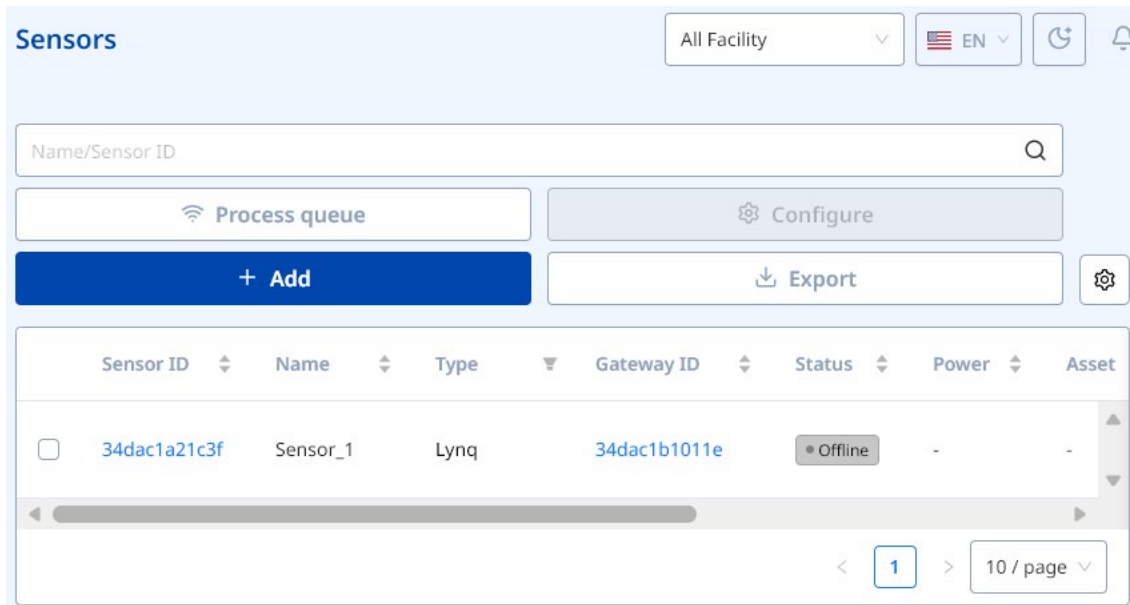 Sensors
All Facility
EN
Name/Sensor ID
Process queue
Configure
+ Add
Export
Sensor ID Name Type Gateway ID Status Power Asset
34dac1a21c3f Sensor_1 Lynq 34dac1b1011e Offline - -
< 1 > 10 / page